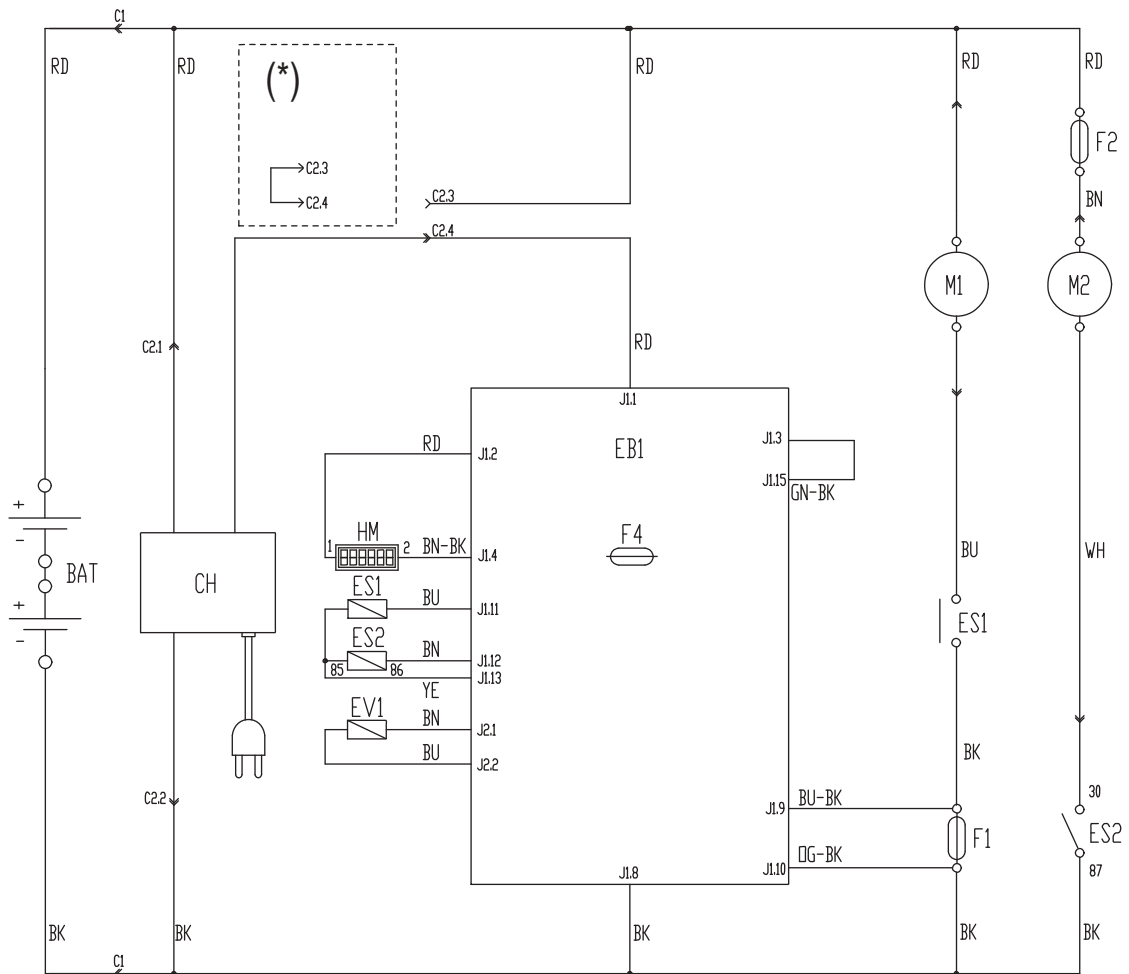 C1
RD RD (*) RD RD RD
F2
C2.3
C2.4
C2.3
BN
C2.4
M1 M2
C2.1 RD
J1.1
RD J1.2 EB1 J1.3
J1.15
GN-BK
HM
1 2 BN-BK J1.4 F4
BU WH
+
-
BAT
CH
ES1
BU J1.11
+
-
ES1
ES2
BN J1.12
85 86 J1.13
YE
EV1
BN J2.1
BU J2.2
BK
C2.2
BU-BK
J1.9
30
F1
ES2
OG-BK
J1.10
87
J1.8
BK BK BK BK BK
C1